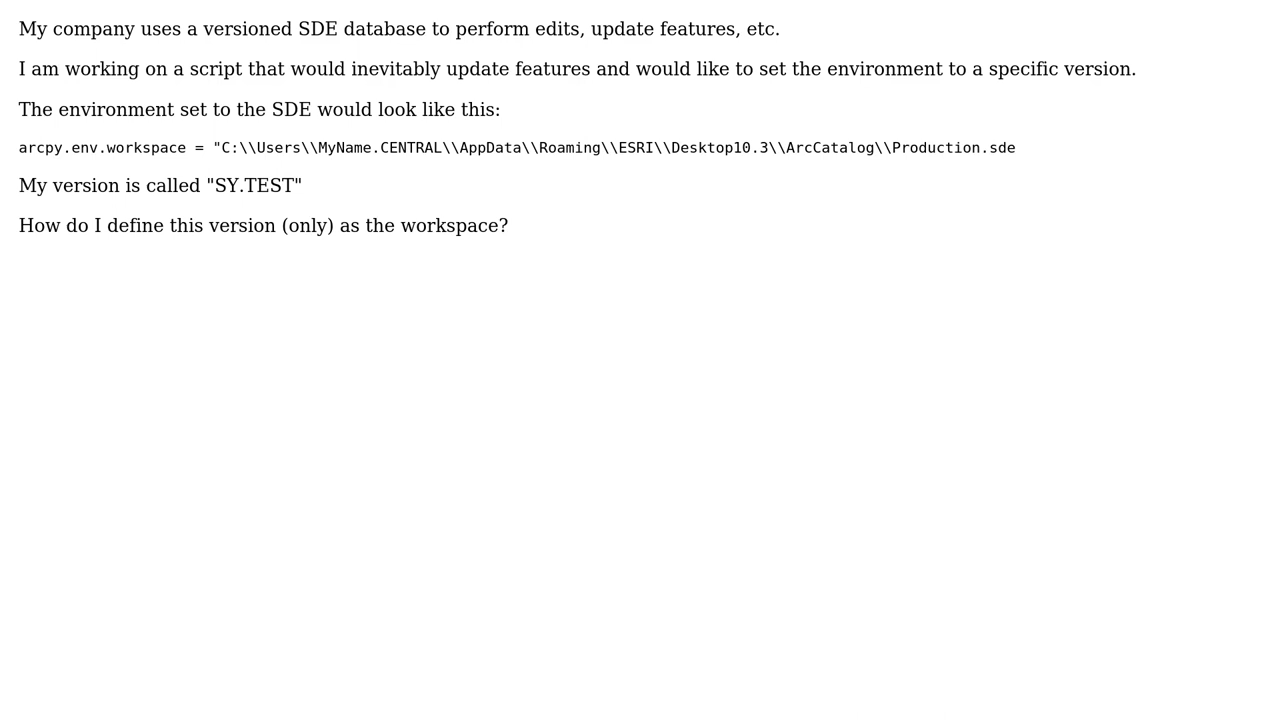 My company uses a versioned SDE database to perform edits, update features, etc.
I am working on a script that would inevitably update features and would like to set the environment to a specific version.
The environment set to the SDE would look like this:
arcpy.env.workspace = "C:\\Users\\MyName.CENTRAL\\AppData\\Roaming\\ESRI\\Desktop10.3\\ArcCatalog\\Production.sde
My version is called "SY.TEST"
How do I define this version (only) as the workspace?